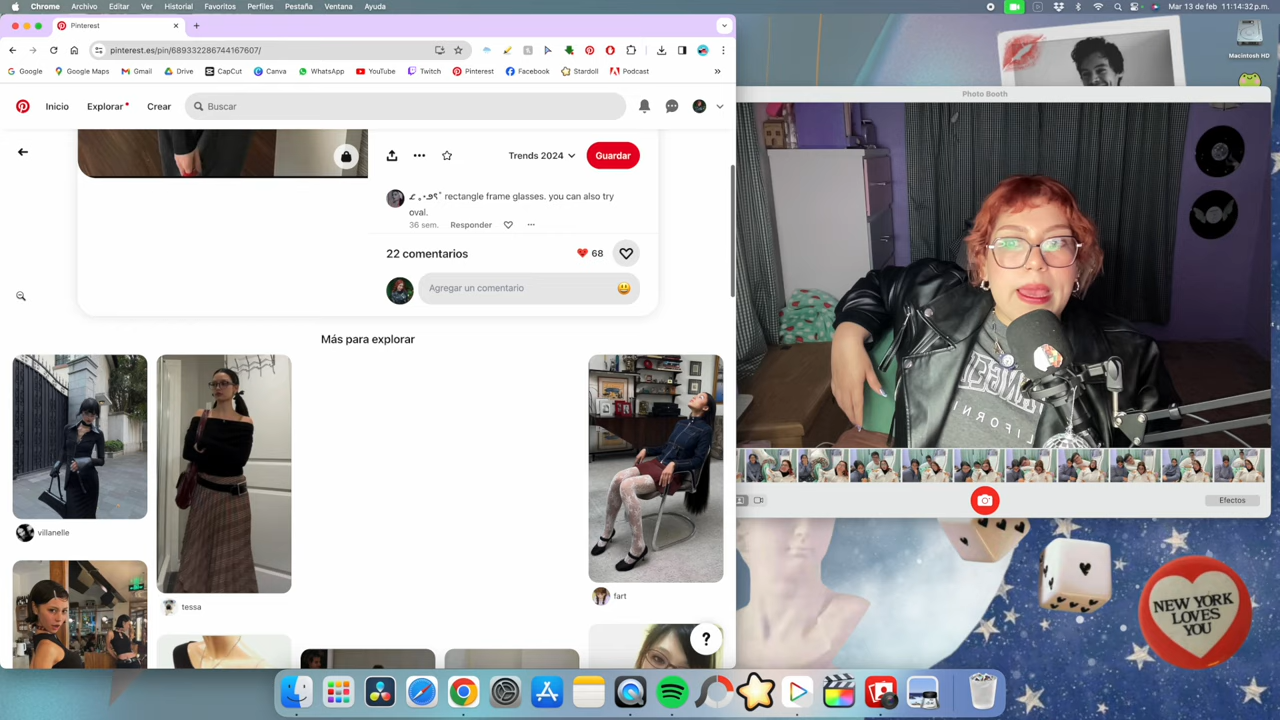 Chrome Archivo Editar Ver Historial Favoritos Perfiles Pestaña Ventana Ayuda
Mar 13 de feb 11:14:32 p.m.
Pinterest
pinterest.es/pin/689332286744167607/
Google Google Maps Gmail Drive CapCut Canva WhatsApp YouTube Twitch Pinterest Facebook Stardoll Podcast
Inicio Explorar Crear Buscar
Trends 2024 Guardar
rectangle frame glasses. you can also try
oval.
36 sem. Responder
22 comentarios 68
Agregar un comentario
Más para explorar
villanelle
tessa
fart
?
Macintosh HD
Photo Booth
CALIFORNI
Efectos
NEW YORK
LOVES
YOU